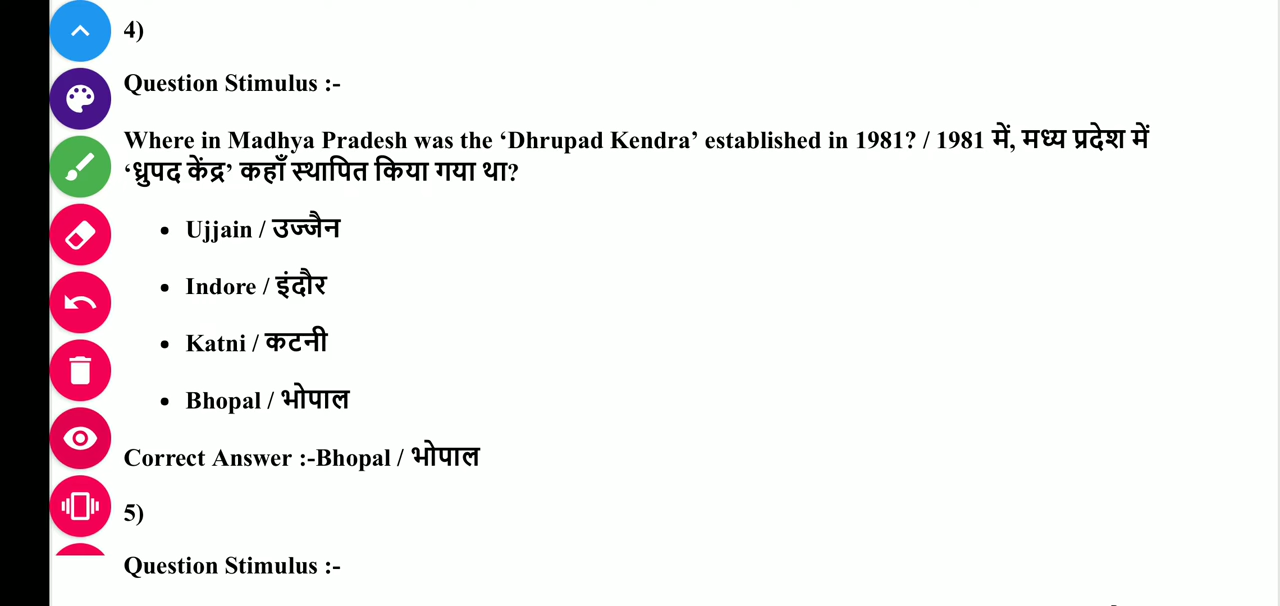 4)
Question Stimulus :-
Where in Madhya Pradesh was the ‘Dhrupad Kendra’ established in 1981? / 1981 में, मध्य प्रदेश में
‘ध्रुपद केंद्र’ कहाँ स्थापित किया गया था?
• Ujjain / उज्जैन
• Indore / इंदौर
• Katni / कटनी
• Bhopal / भोपाल
Correct Answer :-Bhopal / भोपाल
5)
Question Stimulus :-